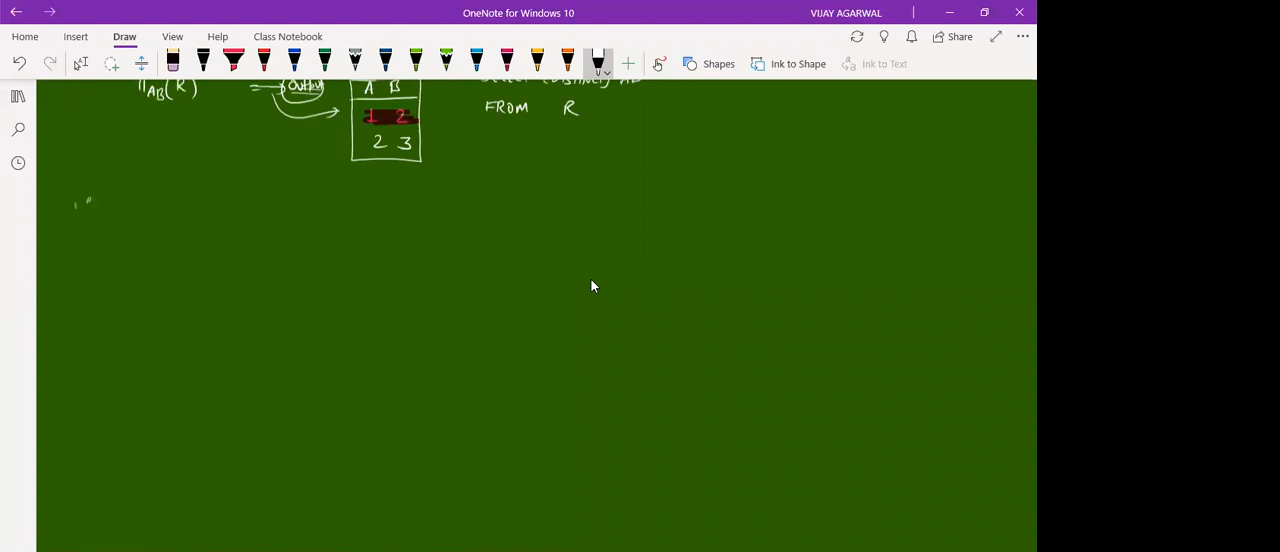 OneNote for Windows 10
VIJAY AGARWAL
Home Insert Draw View Help Class Notebook Share
Shapes Ink to Shape Ink to Text
π AB (R) => Output A B
FROM R
1 2
2 3